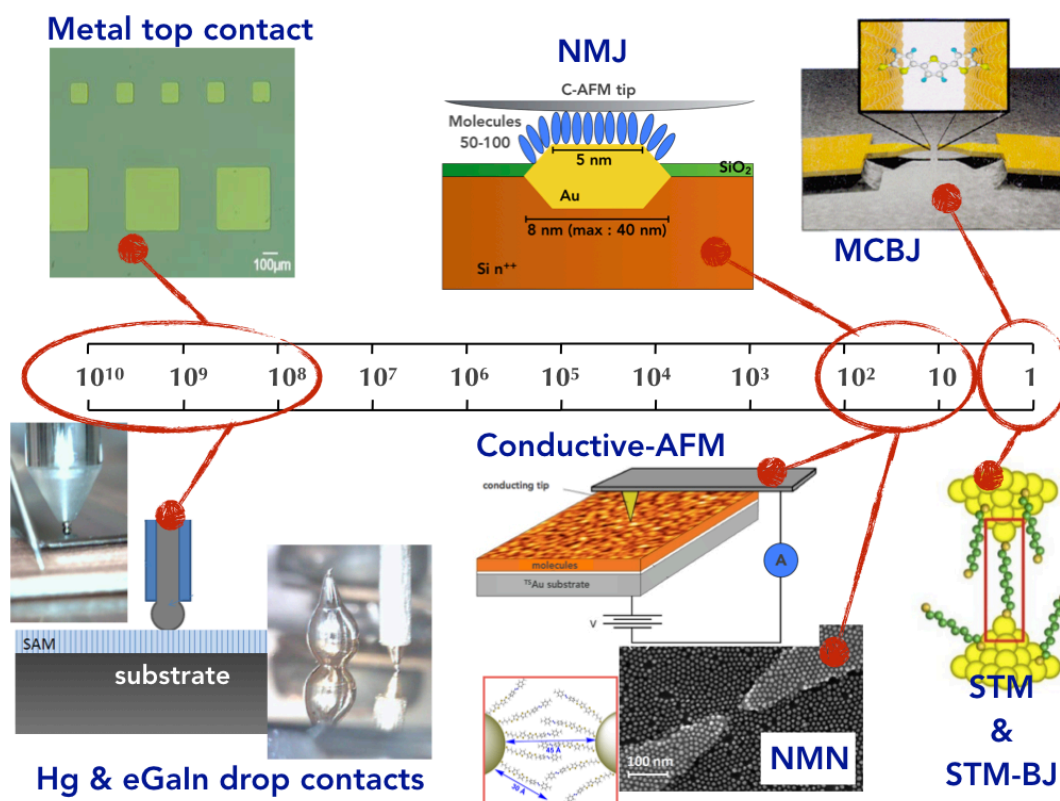 Metal top contact
100µm
NMJ
C-AFM tip
Molecules
50-100
5 nm
SiO₂
Au
8 nm (max : 40 nm)
Si n⁺⁺
MCBJ
10¹⁰ 10⁹ 10⁸ 10⁷ 10⁶ 10⁵ 10⁴ 10³ 10² 10 1
SAM
substrate
Hg & eGaIn drop contacts
Conductive-AFM
conducting tip
molecules
ᵀˢAu substrate
A
V
45 Å
30 Å
100 nm
NMN
STM
&
STM-BJ